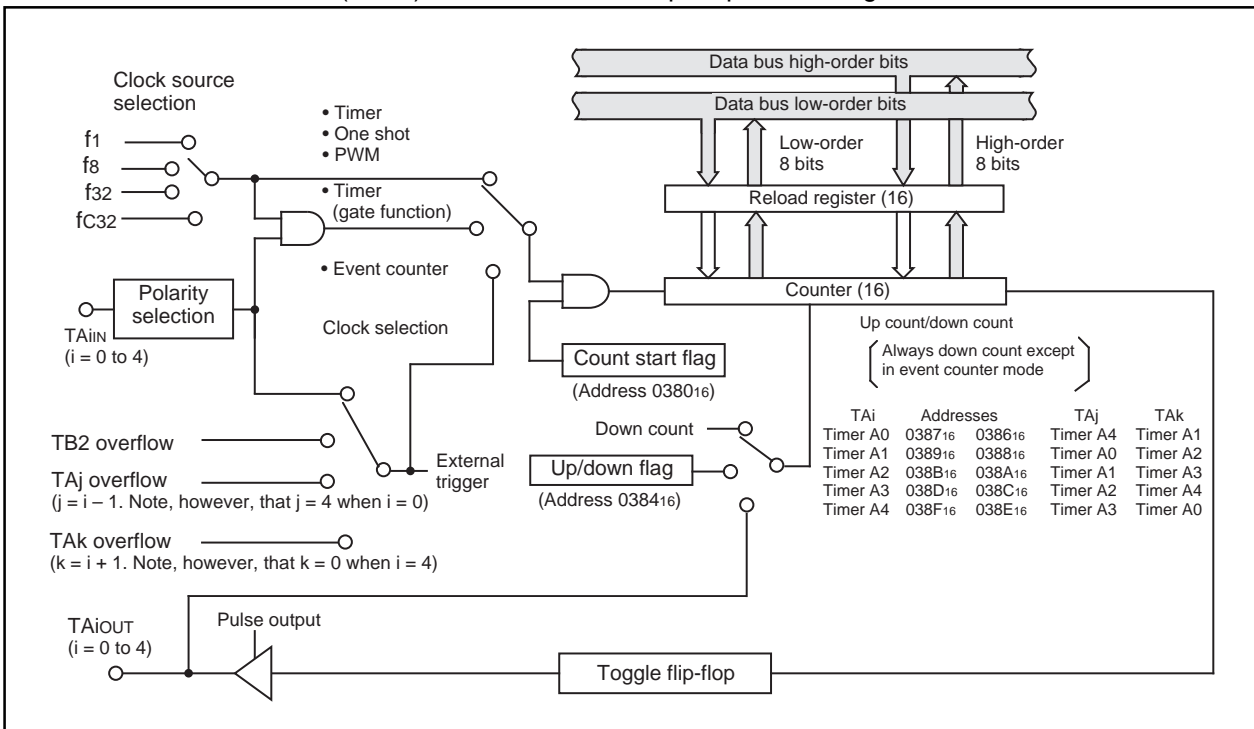 Data bus high-order bits
Data bus low-order bits
Clock source
selection
f1
f8
f32
fC32
• Timer
• One shot
• PWM
• Timer
(gate function)
• Event counter
Clock selection
Low-order
8 bits
High-order
8 bits
Reload register (16)
Counter (16)
Polarity
selection
TAiIN
(i = 0 to 4)
Up count/down count
Always down count except
in event counter mode
Count start flag
(Address 038016)
TB2 overflow
TAj overflow
(j = i – 1. Note, however, that j = 4 when i = 0)
TAk overflow
(k = i + 1. Note, however, that k = 0 when i = 4)
External
trigger
Down count
Up/down flag
(Address 038416)
TAi Addresses TAj TAk
Timer A0 038716 038616 Timer A4 Timer A1
Timer A1 038916 038816 Timer A0 Timer A2
Timer A2 038B16 038A16 Timer A1 Timer A3
Timer A3 038D16 038C16 Timer A2 Timer A4
Timer A4 038F16 038E16 Timer A3 Timer A0
TAiOUT
(i = 0 to 4)
Pulse output
Toggle flip-flop